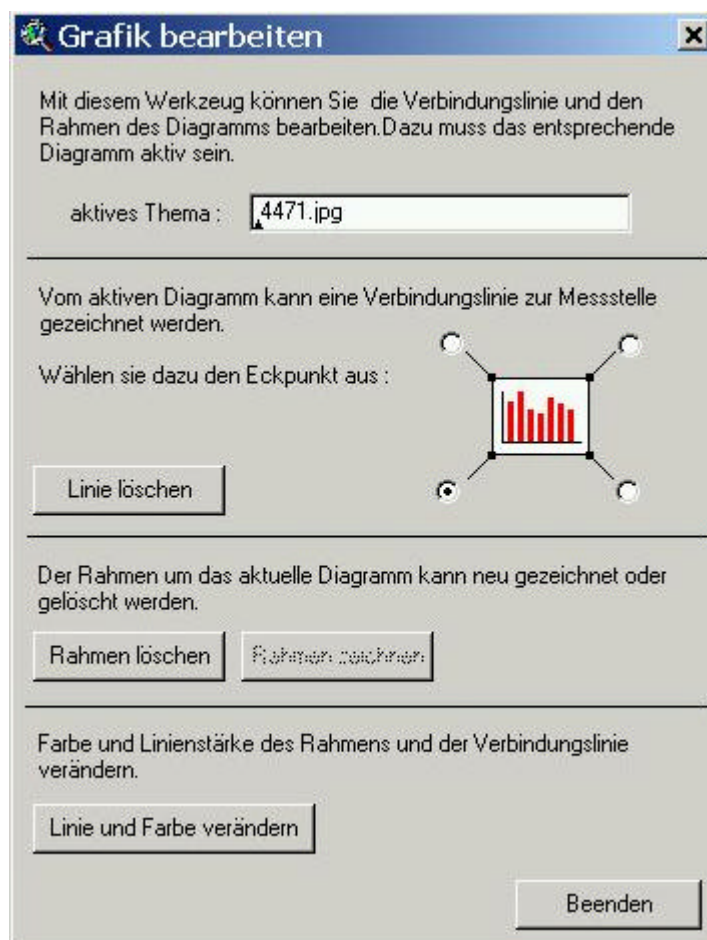 Grafik bearbeiten
Mit diesem Werkzeug können Sie die Verbindungslinie und den
Rahmen des Diagramms bearbeiten.Dazu muss das entsprechende
Diagramm aktiv sein.
aktives Thema : 4471.jpg
Vom aktiven Diagramm kann eine Verbindungslinie zur Messstelle
gezeichnet werden.
Wählen sie dazu den Eckpunkt aus :
Linie löschen
Der Rahmen um das aktuelle Diagramm kann neu gezeichnet oder
gelöscht werden.
Rahmen löschen Rahmen zeichnen
Farbe und Linienstärke des Rahmens und der Verbindungslinie
verändern.
Linie und Farbe verändern
Beenden